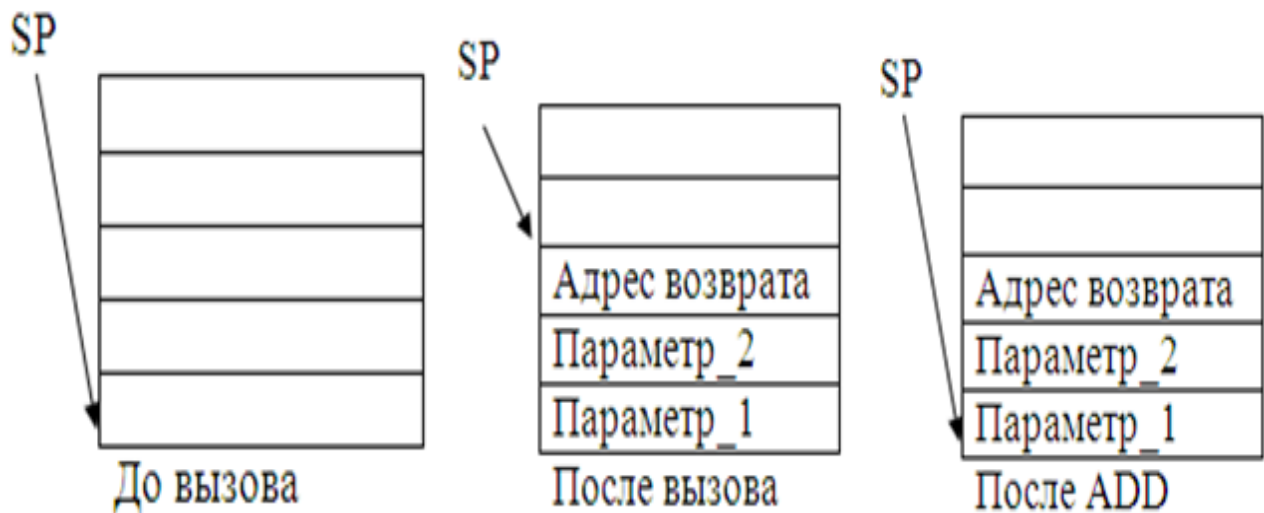 SP
До вызова
SP
Адрес возврата
Параметр_2
Параметр_1
После вызова
SP
Адрес возврата
Параметр_2
Параметр_1
После ADD